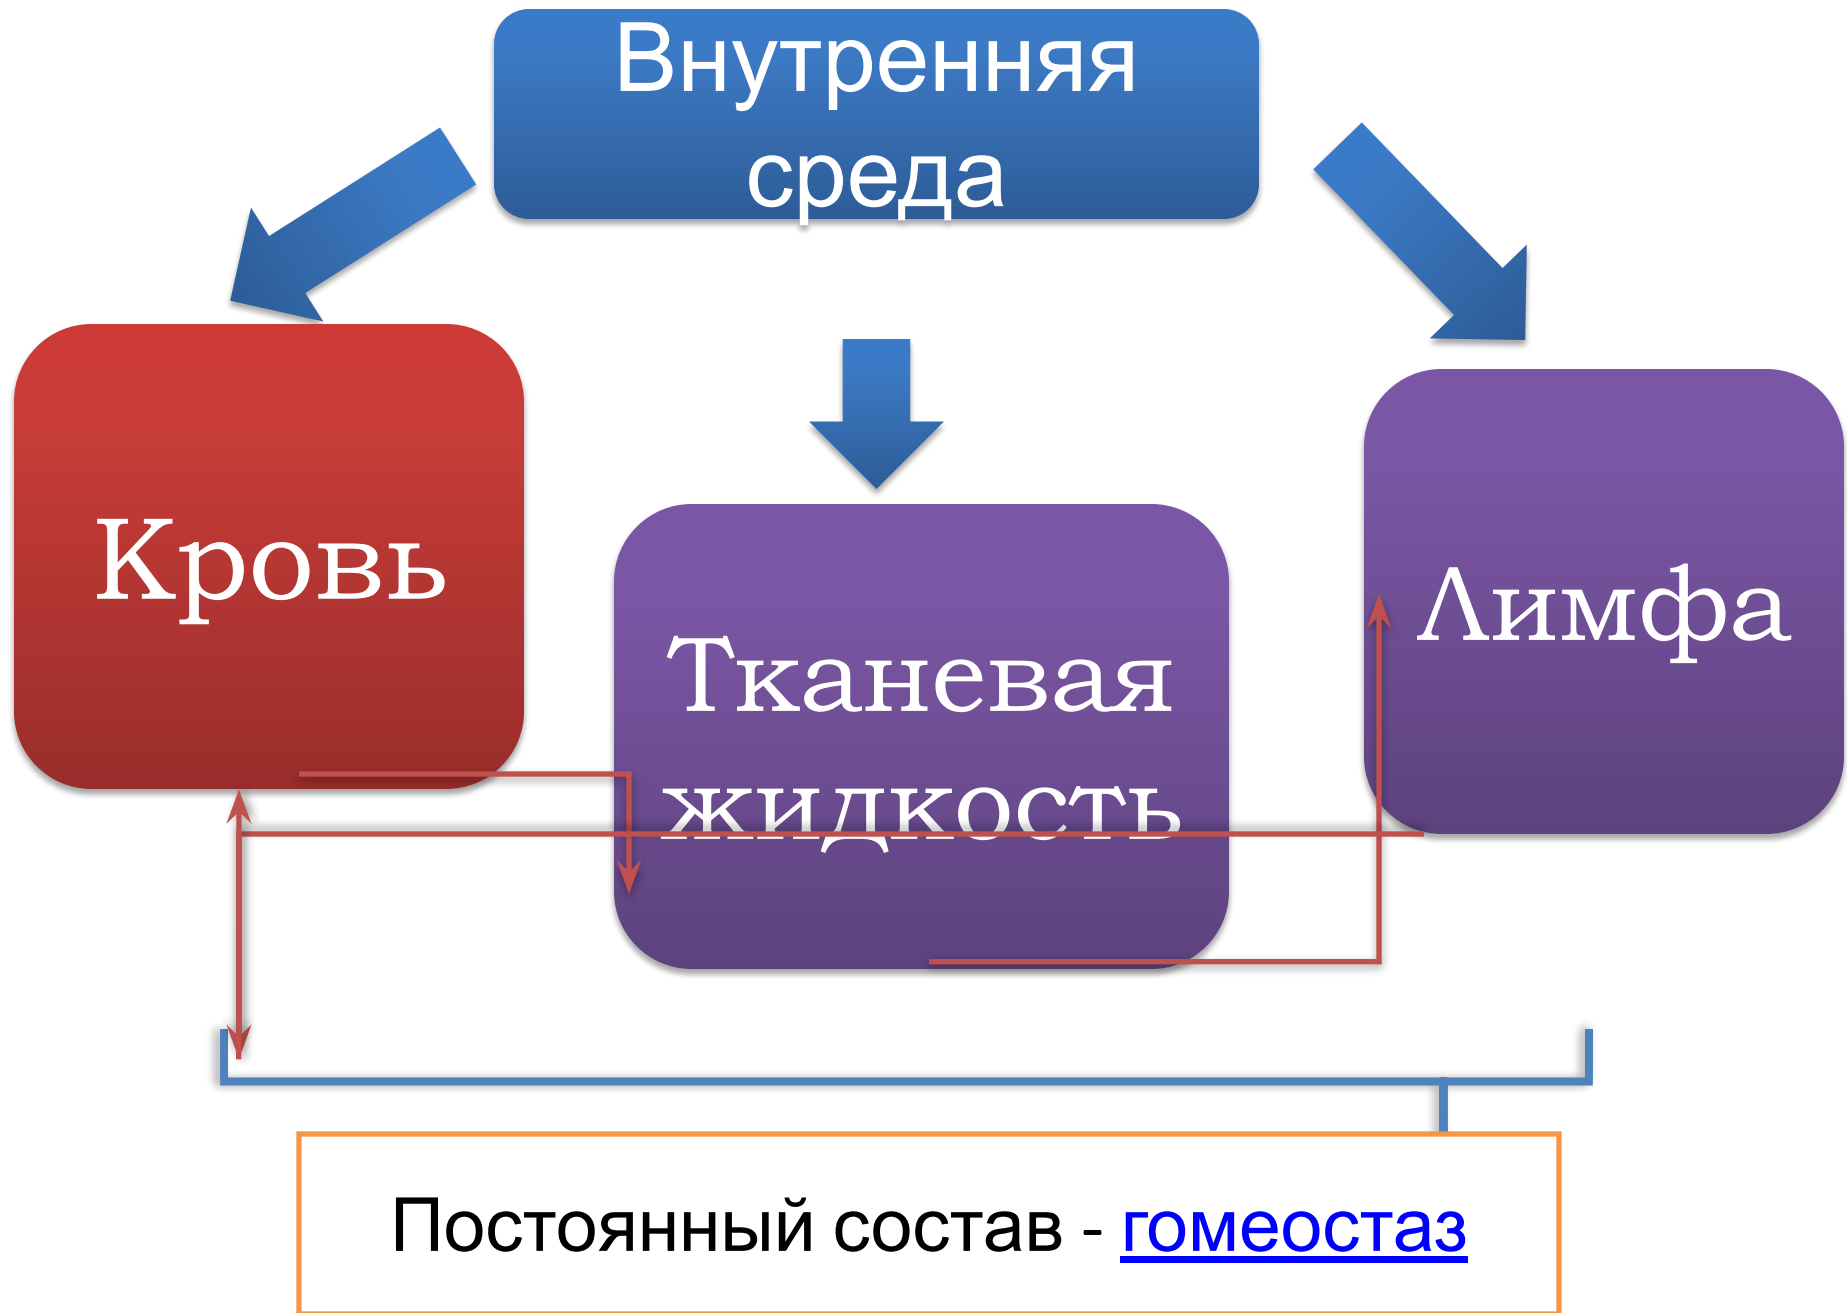 Внутренняя
среда
Кровь
Тканевая
жидкость
Лимфа
Постоянный состав - гомеостаз